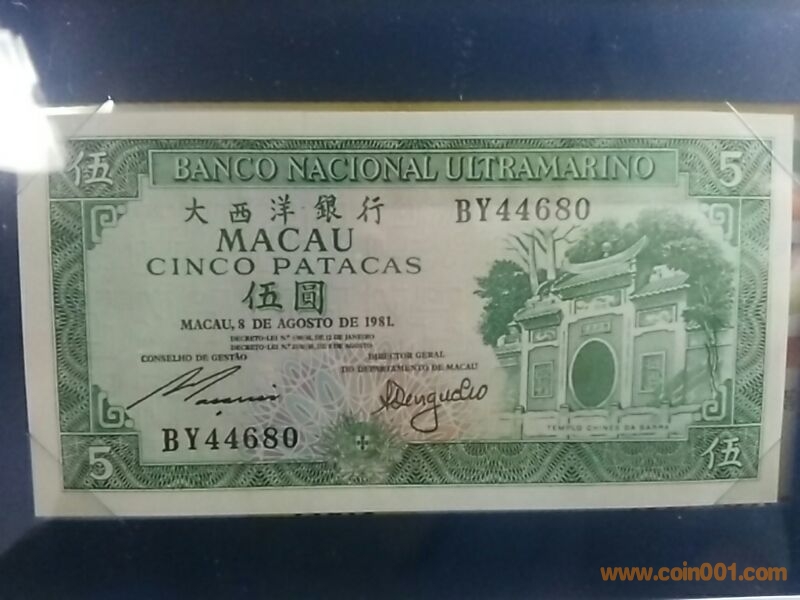 伍
BANCO NACIONAL ULTRAMARINO
5
大西洋銀行
BY44680
MACAU
CINCO PATACAS
伍圓
MACAU, 8 DE AGOSTO DE 1981.
CONSELHO DE GESTÃO
DIRECTOR GERAL
DO DEPARTAMENTO DE MACAU
BY44680
TEMPLO CHINES DA BARRA
5
伍
www.coin001.com